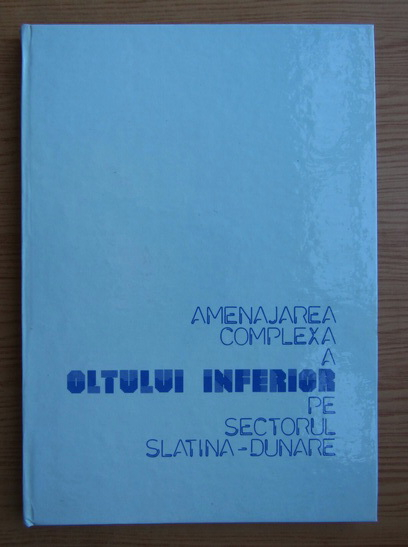 AMENAJAREA
COMPLEXA
A
OLTULUI INFERIOR
PE
SECTORUL
SLATINA-DUNARE